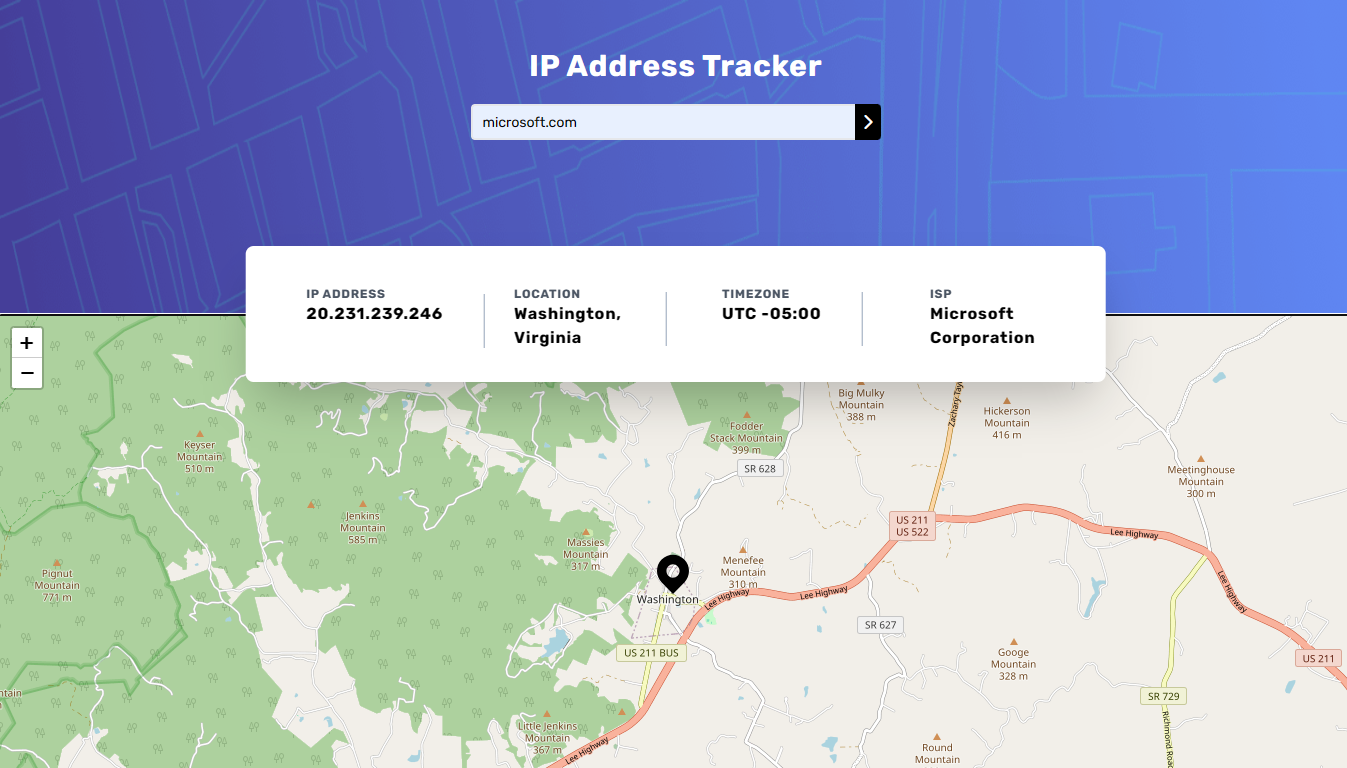 IP Address Tracker
microsoft.com
IP ADDRESS
20.231.239.246
LOCATION
Washington,
Virginia
TIMEZONE
UTC -05:00
ISP
Microsoft
Corporation
+
−
Big Mulky
Mountain
388 m
Hickerson
Mountain
416 m
Fodder
Stack Mountain
399 m
Keyser
Mountain
510 m
SR 628
Meetinghouse
Mountain
300 m
Jenkins
Mountain
585 m
US 211
US 522
Lee Highway
Massies
Mountain
317 m
Menefee
Mountain
310 m
Pignut
Mountain
771 m
Washington
Lee Highway
Lee Highway
Lee Highway
SR 627
US 211 BUS
Googe
Mountain
328 m
US 211
SR 729
Richmond Road
Little Jenkins
Mountain
367 m
Lee Highway
Round
Mountain